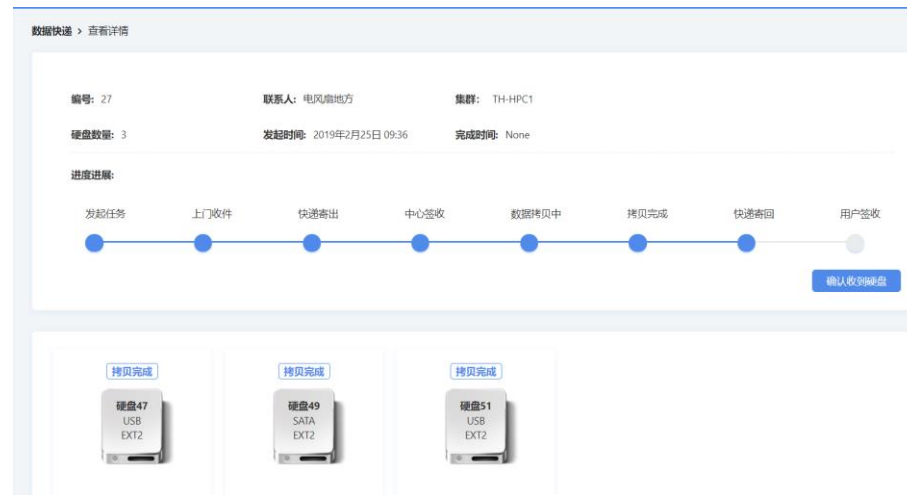 数据快递 > 查看详情
编号: 27 联系人: 电风扇地方 集群: TH-HPC1
硬盘数量: 3 发起时间: 2019年2月25日 09:36 完成时间: None
进度进展:
发起任务 上门收件 快递寄出 中心签收 数据拷贝中 拷贝完成 快递寄回 用户签收
确认收到硬盘
拷贝完成 拷贝完成 拷贝完成
硬盘47 硬盘49 硬盘51
USB SATA USB
EXT2 EXT2 EXT2